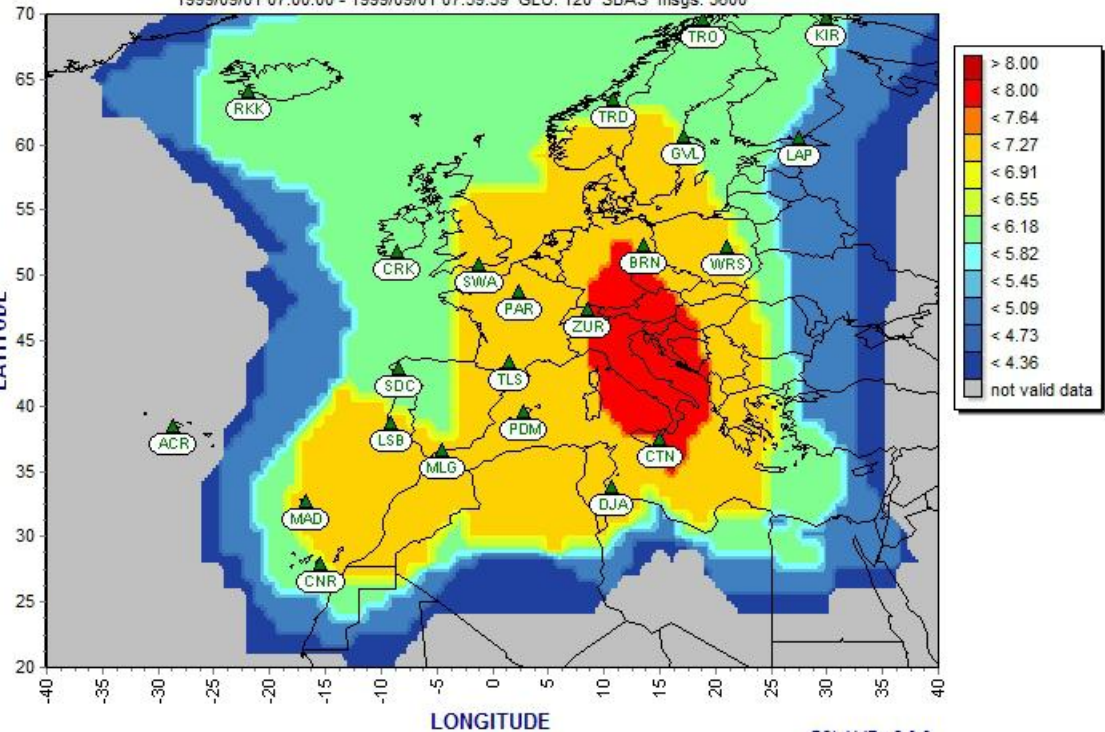 1999/09/01 07:00:00 - 1999/09/01 07:59:59 GEO: 120 SBAS msgs: 3600
70
65
60
55
50
45
40
35
30
25
20
LATITUDE
TRO
KIR
RKK
TRD
GVL
LAP
CRK
SWA
BRN
WRS
PAR
ZUR
SDC
TLS
ACR
LSB
PDM
MLG
CTN
MAD
DJA
CNR
-40 -35 -30 -25 -20 -15 -10 -5 0 5 10 15 20 25 30 35 40
LONGITUDE
> 8.00
< 8.00
< 7.64
< 7.27
< 6.91
< 6.55
< 6.18
< 5.82
< 5.45
< 5.09
< 4.73
< 4.36
not valid data